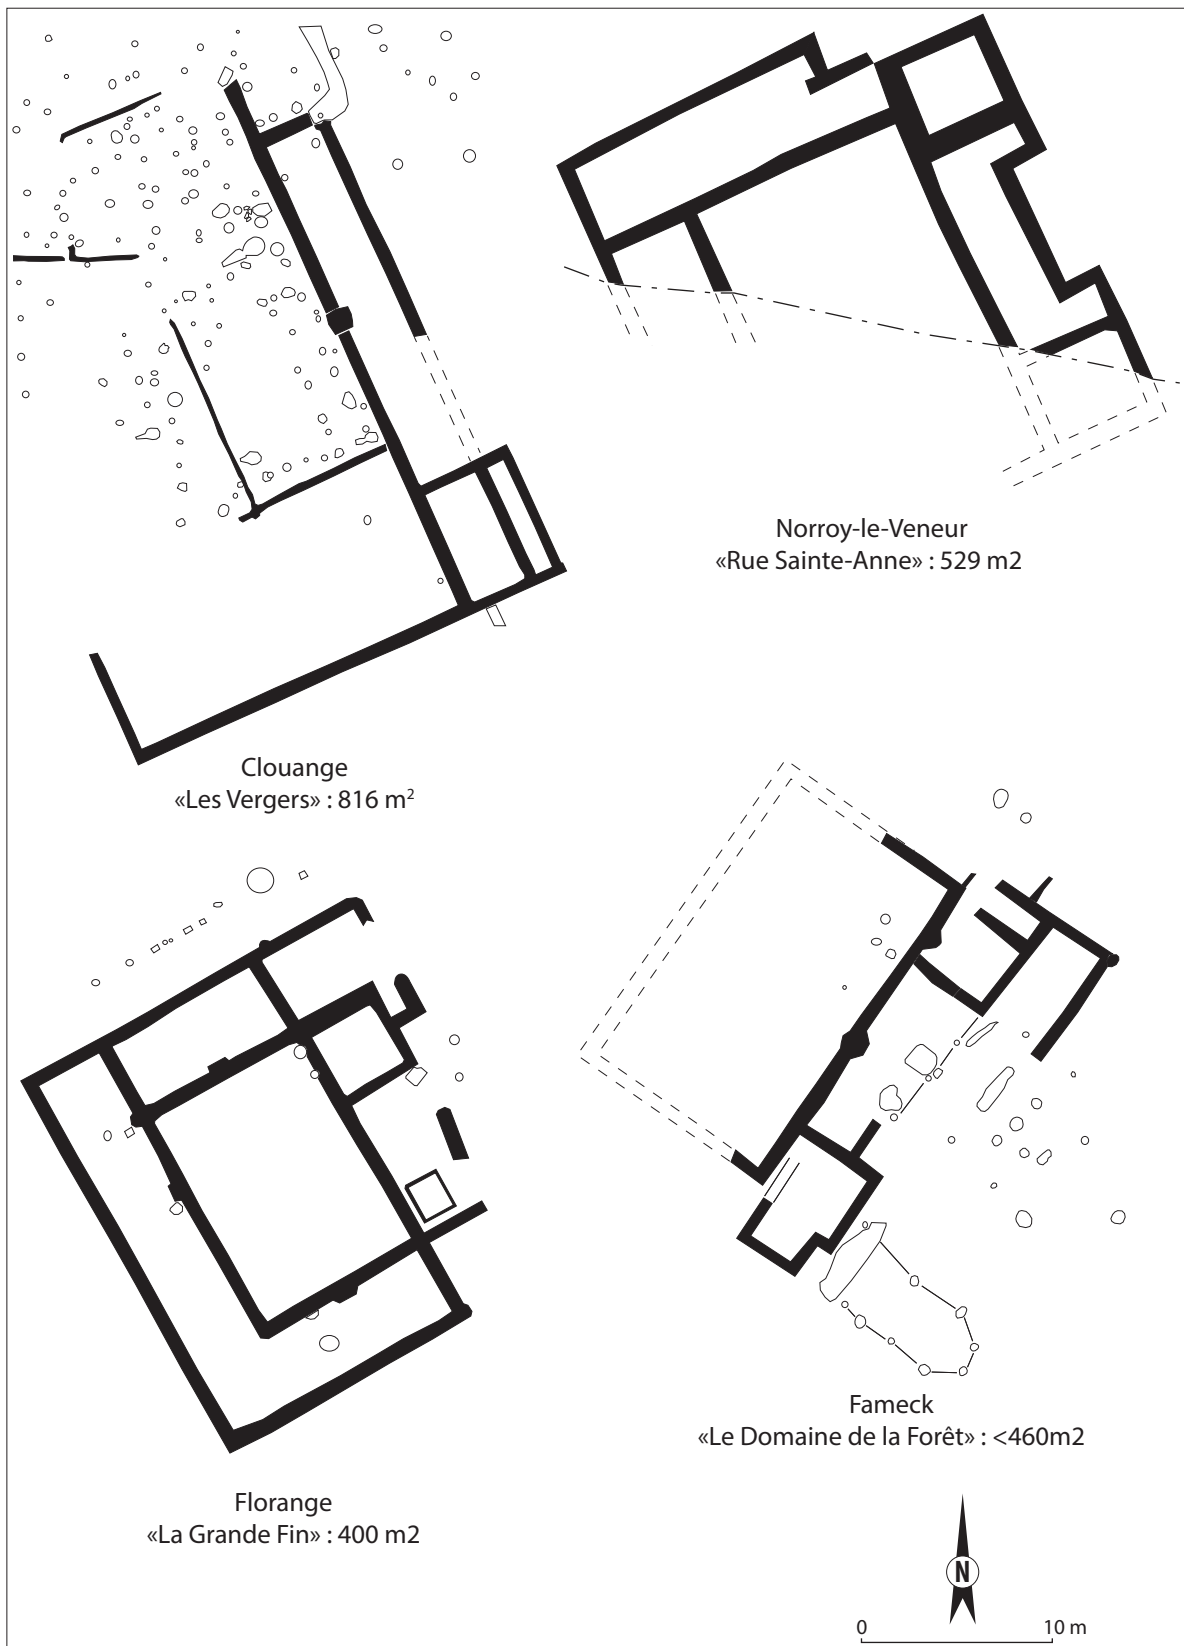 Norroy-le-Veneur
«Rue Sainte-Anne» : 529 m2
Clouange
«Les Vergers» : 816 m²
Fameck
«Le Domaine de la Forêt» : <460m2
Florange
«La Grande Fin» : 400 m2
N
0 10 m